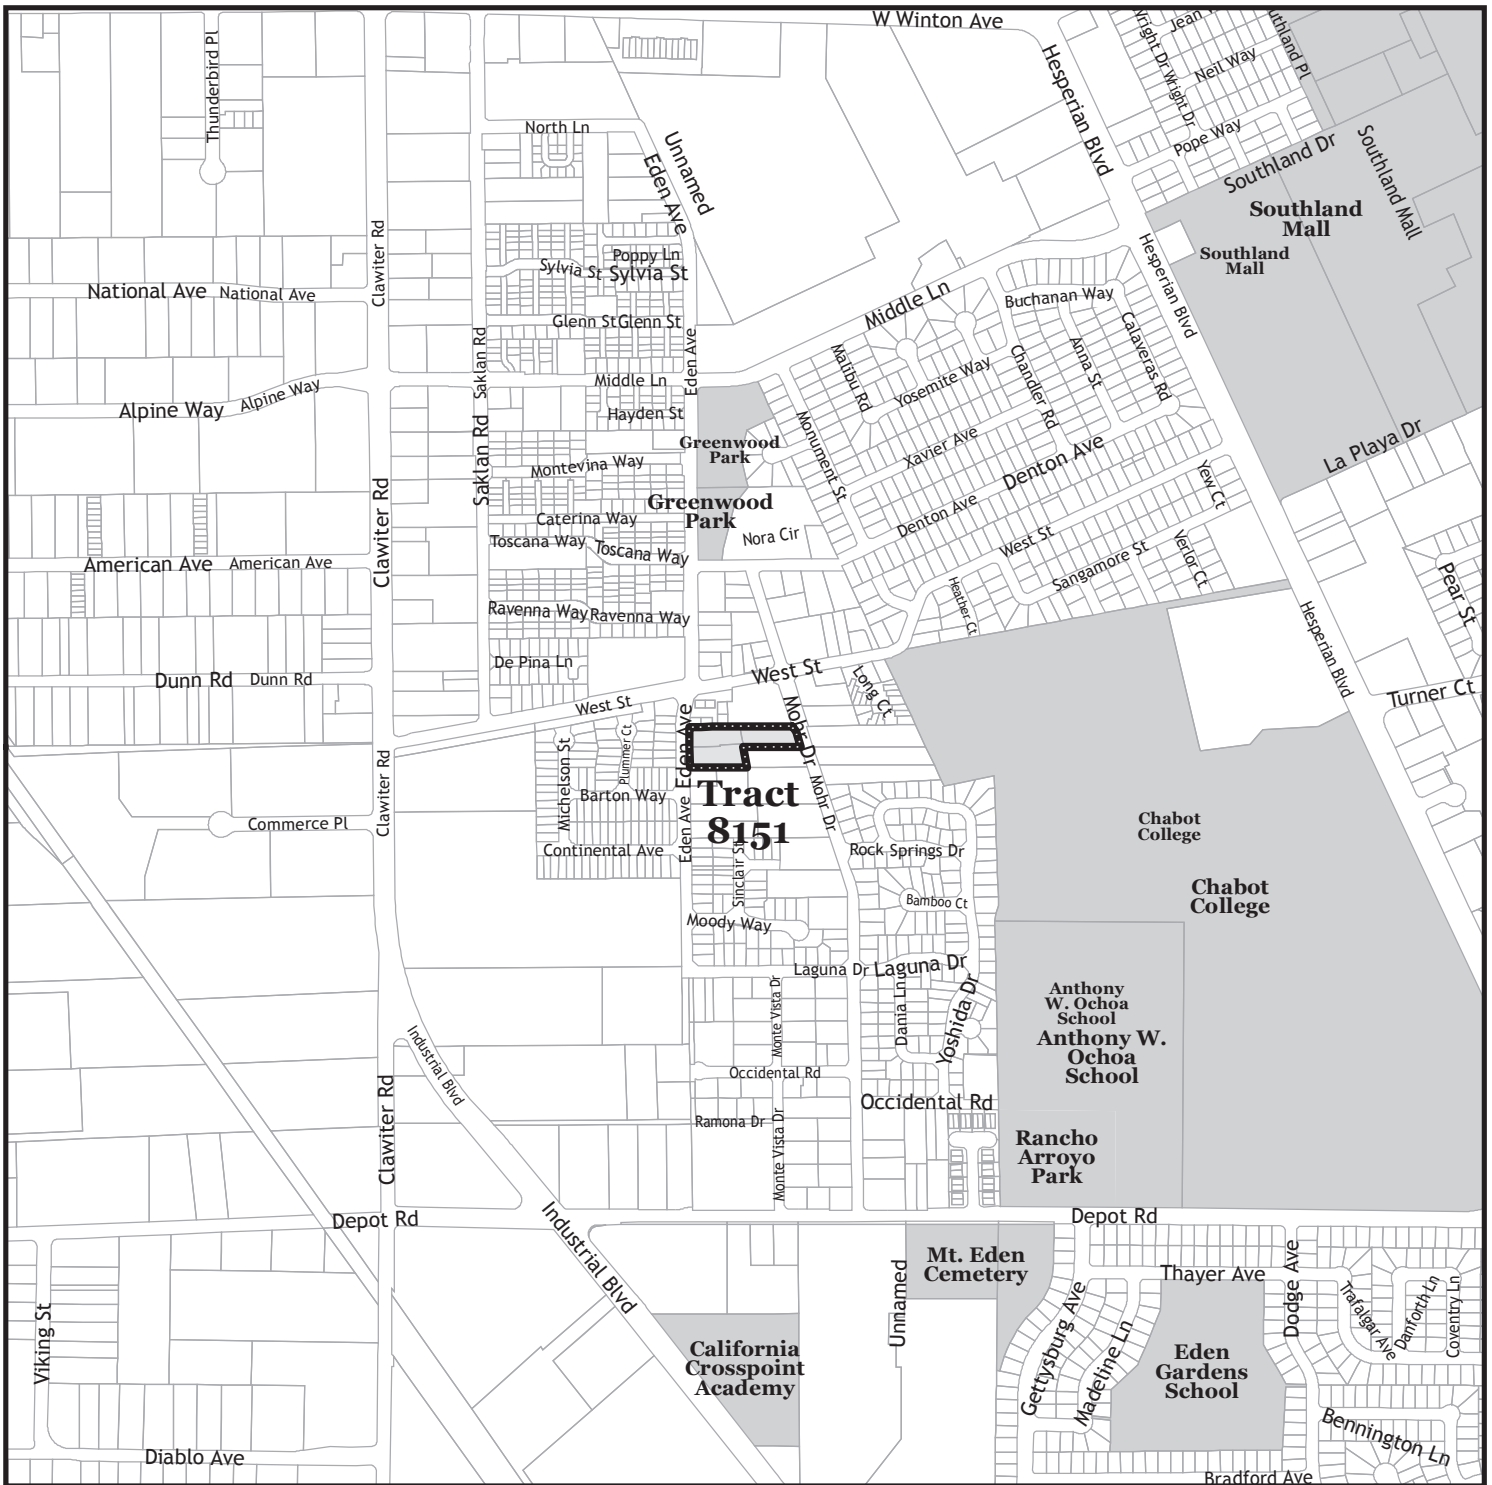 W Winton Ave
Wright Dr
Wright Dr
Neil Way
Pope Way
Thunderbird Pl
Hesperian Blvd
North Ln
Unnamed
Eden Ave
Southland Dr
Southland Mall
Southland
Mall
Southland
Mall
Clawiter Rd
Poppy Ln
Sylvia St
Sylvia St
Hesperian Blvd
National Ave
National Ave
Middle Ln
Buchanan Way
Glenn St
Glenn St
Saklan Rd
Eden Ave
Malibu Rd
Yosemite Way
Chandler Rd
Anna St
Calaveras Rd
Alpine Way
Alpine Way
Middle Ln
Hayden St
Saklan Rd
Greenwood
Park
Monument St
Xavier Ave
Denton Ave
La Playa Dr
Montevina Way
Greenwood
Park
Yew Ct
Clawiter Rd
Caterina Way
Denton Ave
Nora Cir
West St
Toscana Way
Toscana Way
Sangamore St
Verlor Ct
American Ave
American Ave
Heather Ct
Pear St
Ravenna Way
Ravenna Way
Hesperian Blvd
De Pina Ln
West St
Long Ct
Dunn Rd
Dunn Rd
Turner Ct
West St
Eden Ave
Mohr Dr
Michelson St
Plummer Ct
Clawiter Rd
Barton Way
Eden Ave
Tract
8151
Mohr Dr
Commerce Pl
Continental Ave
Sinclair St
Rock Springs Dr
Chabot
College
Chabot
College
Bamboo Ct
Moody Way
Laguna Dr
Laguna Dr
Dania Ln
Yoshida Dr
Monte Vista Dr
Anthony
W. Ochoa
School
Anthony W.
Ochoa
School
Industrial Blvd
Occidental Rd
Clawiter Rd
Ramona Dr
Monte Vista Dr
Occidental Rd
Rancho
Arroyo
Park
Depot Rd
Industrial Blvd
Depot Rd
Mt. Eden
Cemetery
Unnamed
Thayer Ave
Dodge Ave
Gettysburg Ave
Madeline Ln
Trafalgar Ave
Danforth Ln
Coventry Ln
Viking St
California
Crosspoint
Academy
Eden
Gardens
School
Bennington Ln
Diablo Ave
Bradford Ave